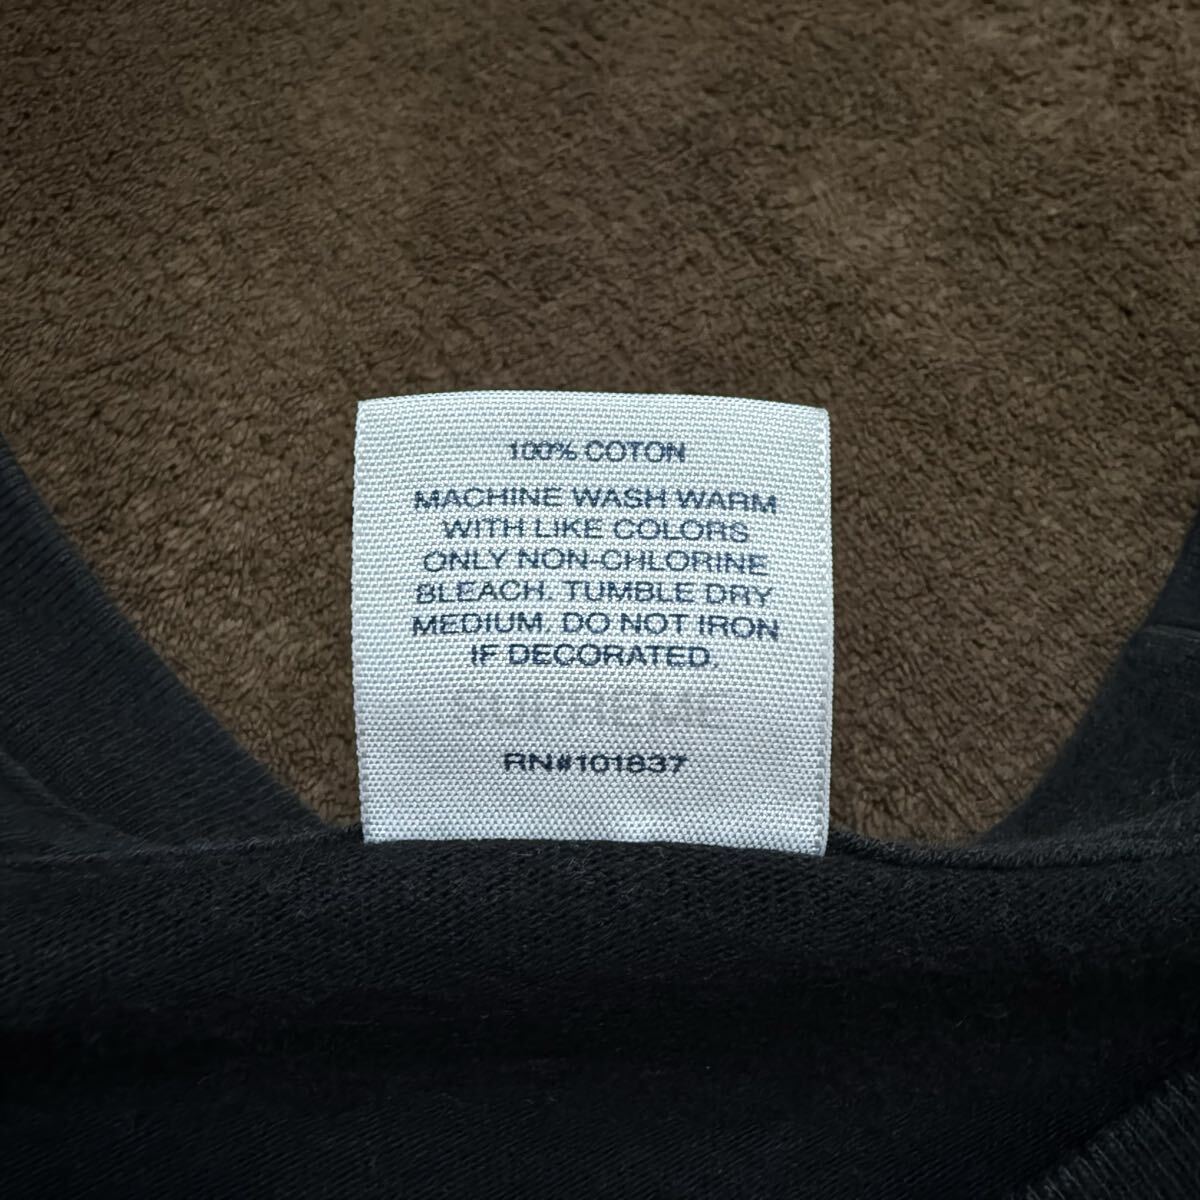 100% COTON
MACHINE WASH WARM
WITH LIKE COLORS
ONLY NON-CHLORINE
BLEACH. TUMBLE DRY
MEDIUM. DO NOT IRON
IF DECORATED.
RN#101837